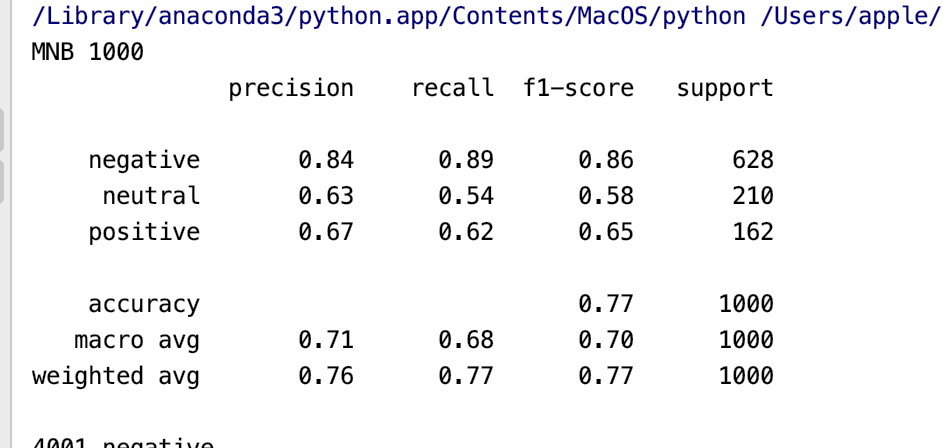 /Library/anaconda3/python.app/Contents/MacOS/python /Users/apple/
MNB 1000
precision recall f1-score support
negative 0.84 0.89 0.86 628
neutral 0.63 0.54 0.58 210
positive 0.67 0.62 0.65 162
accuracy 0.77 1000
macro avg 0.71 0.68 0.70 1000
weighted avg 0.76 0.77 0.77 1000
4001 negative